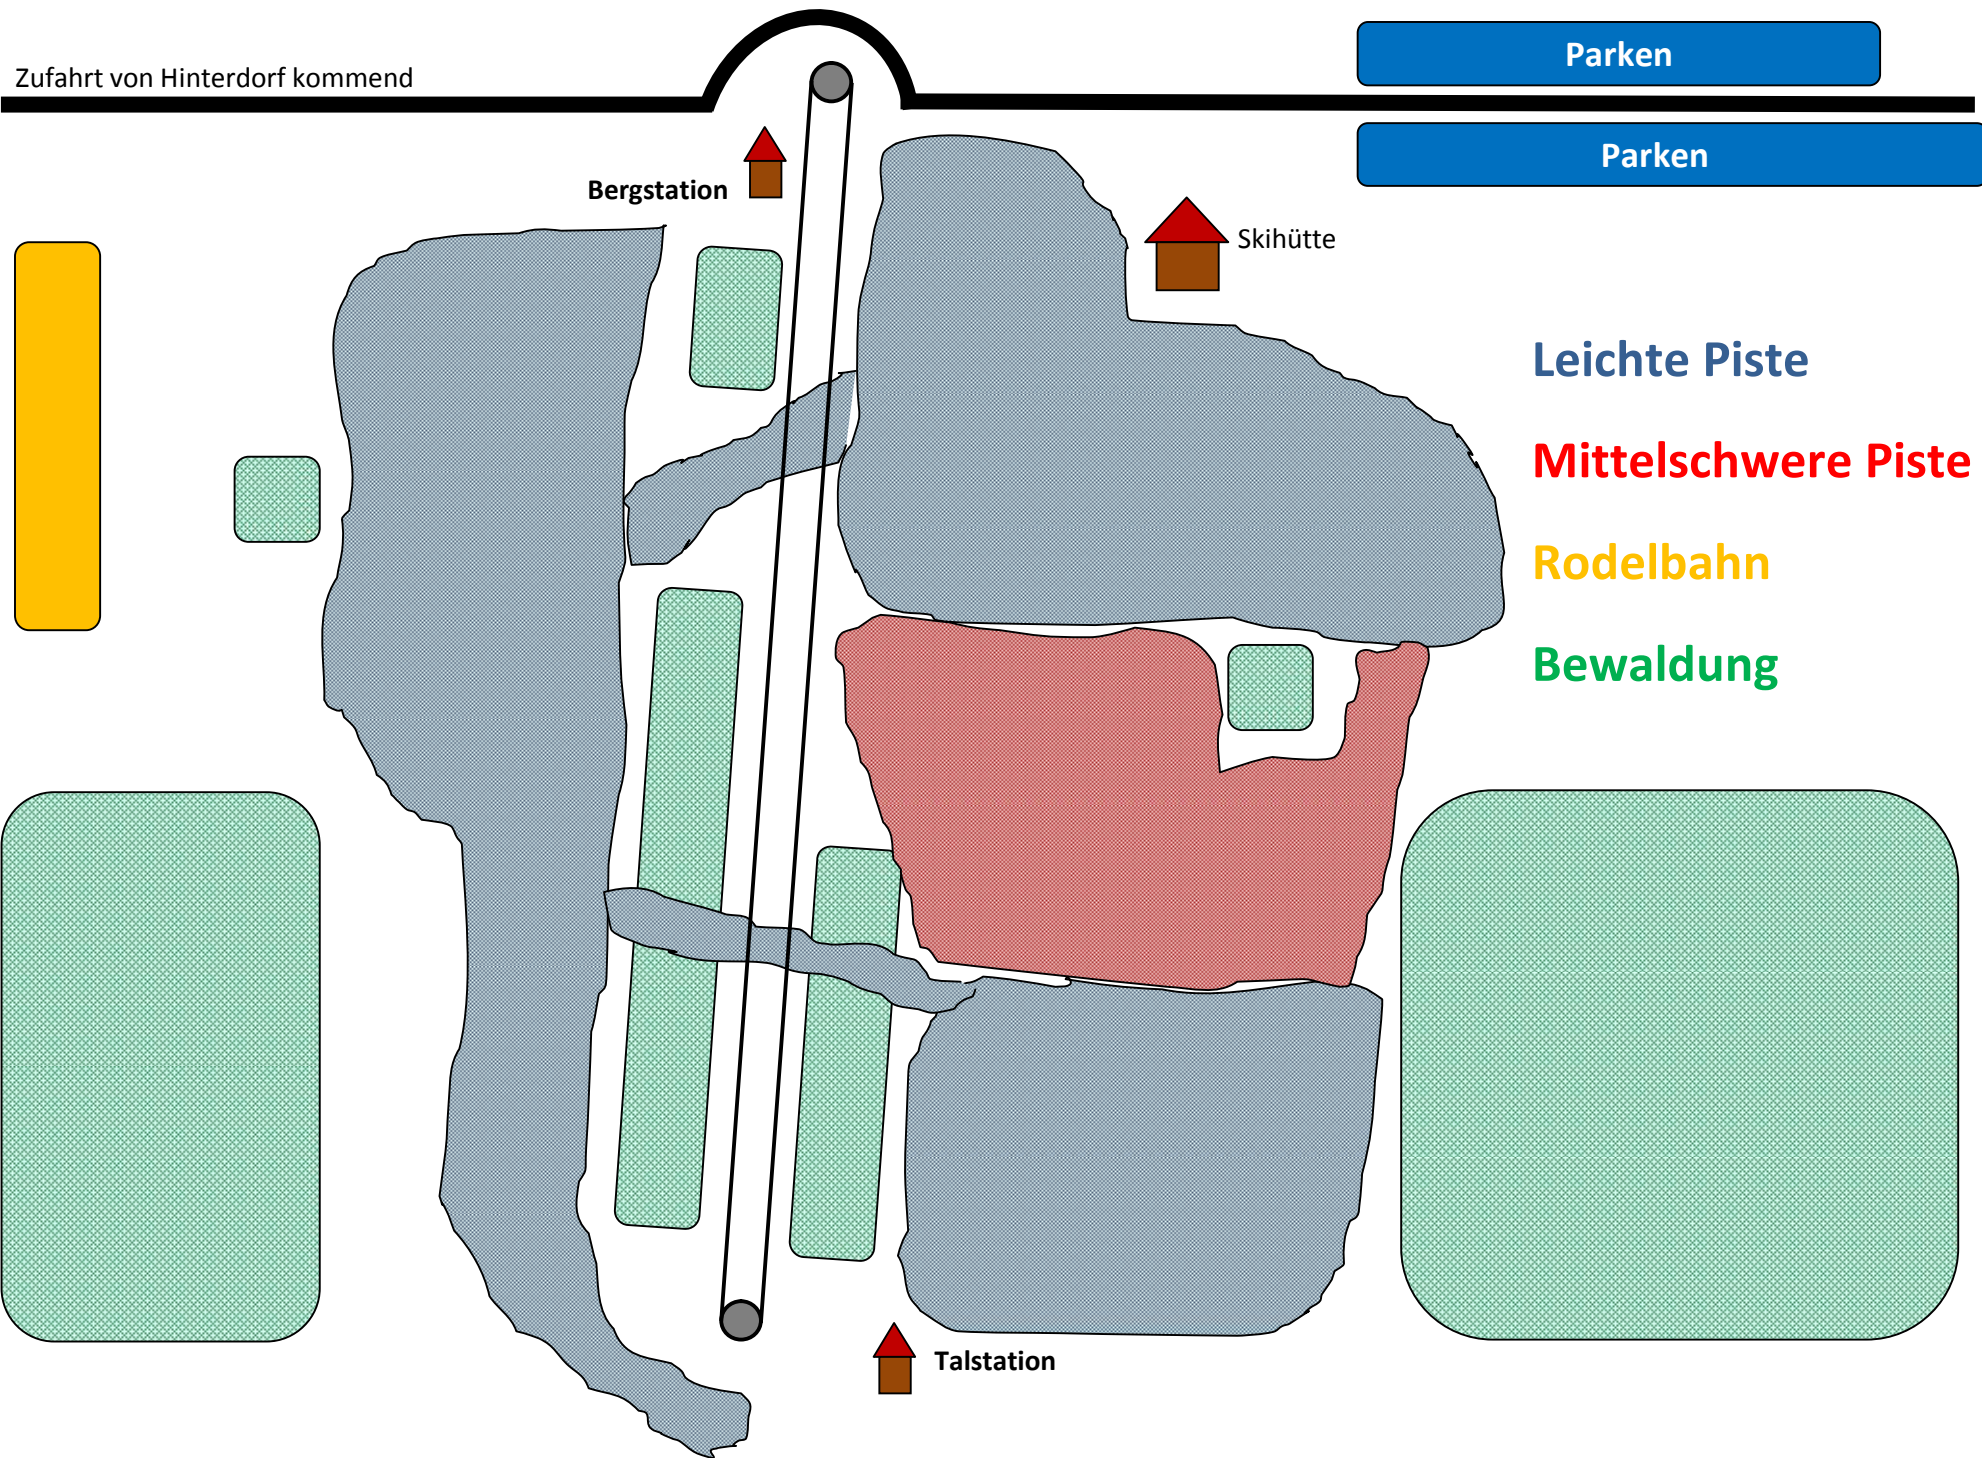 Parken
Zufahrt von Hinterdorf kommend
Parken
Bergstation
Skihütte
Leichte Piste
Mittelschwere Piste
Rodelbahn
Bewaldung
Talstation